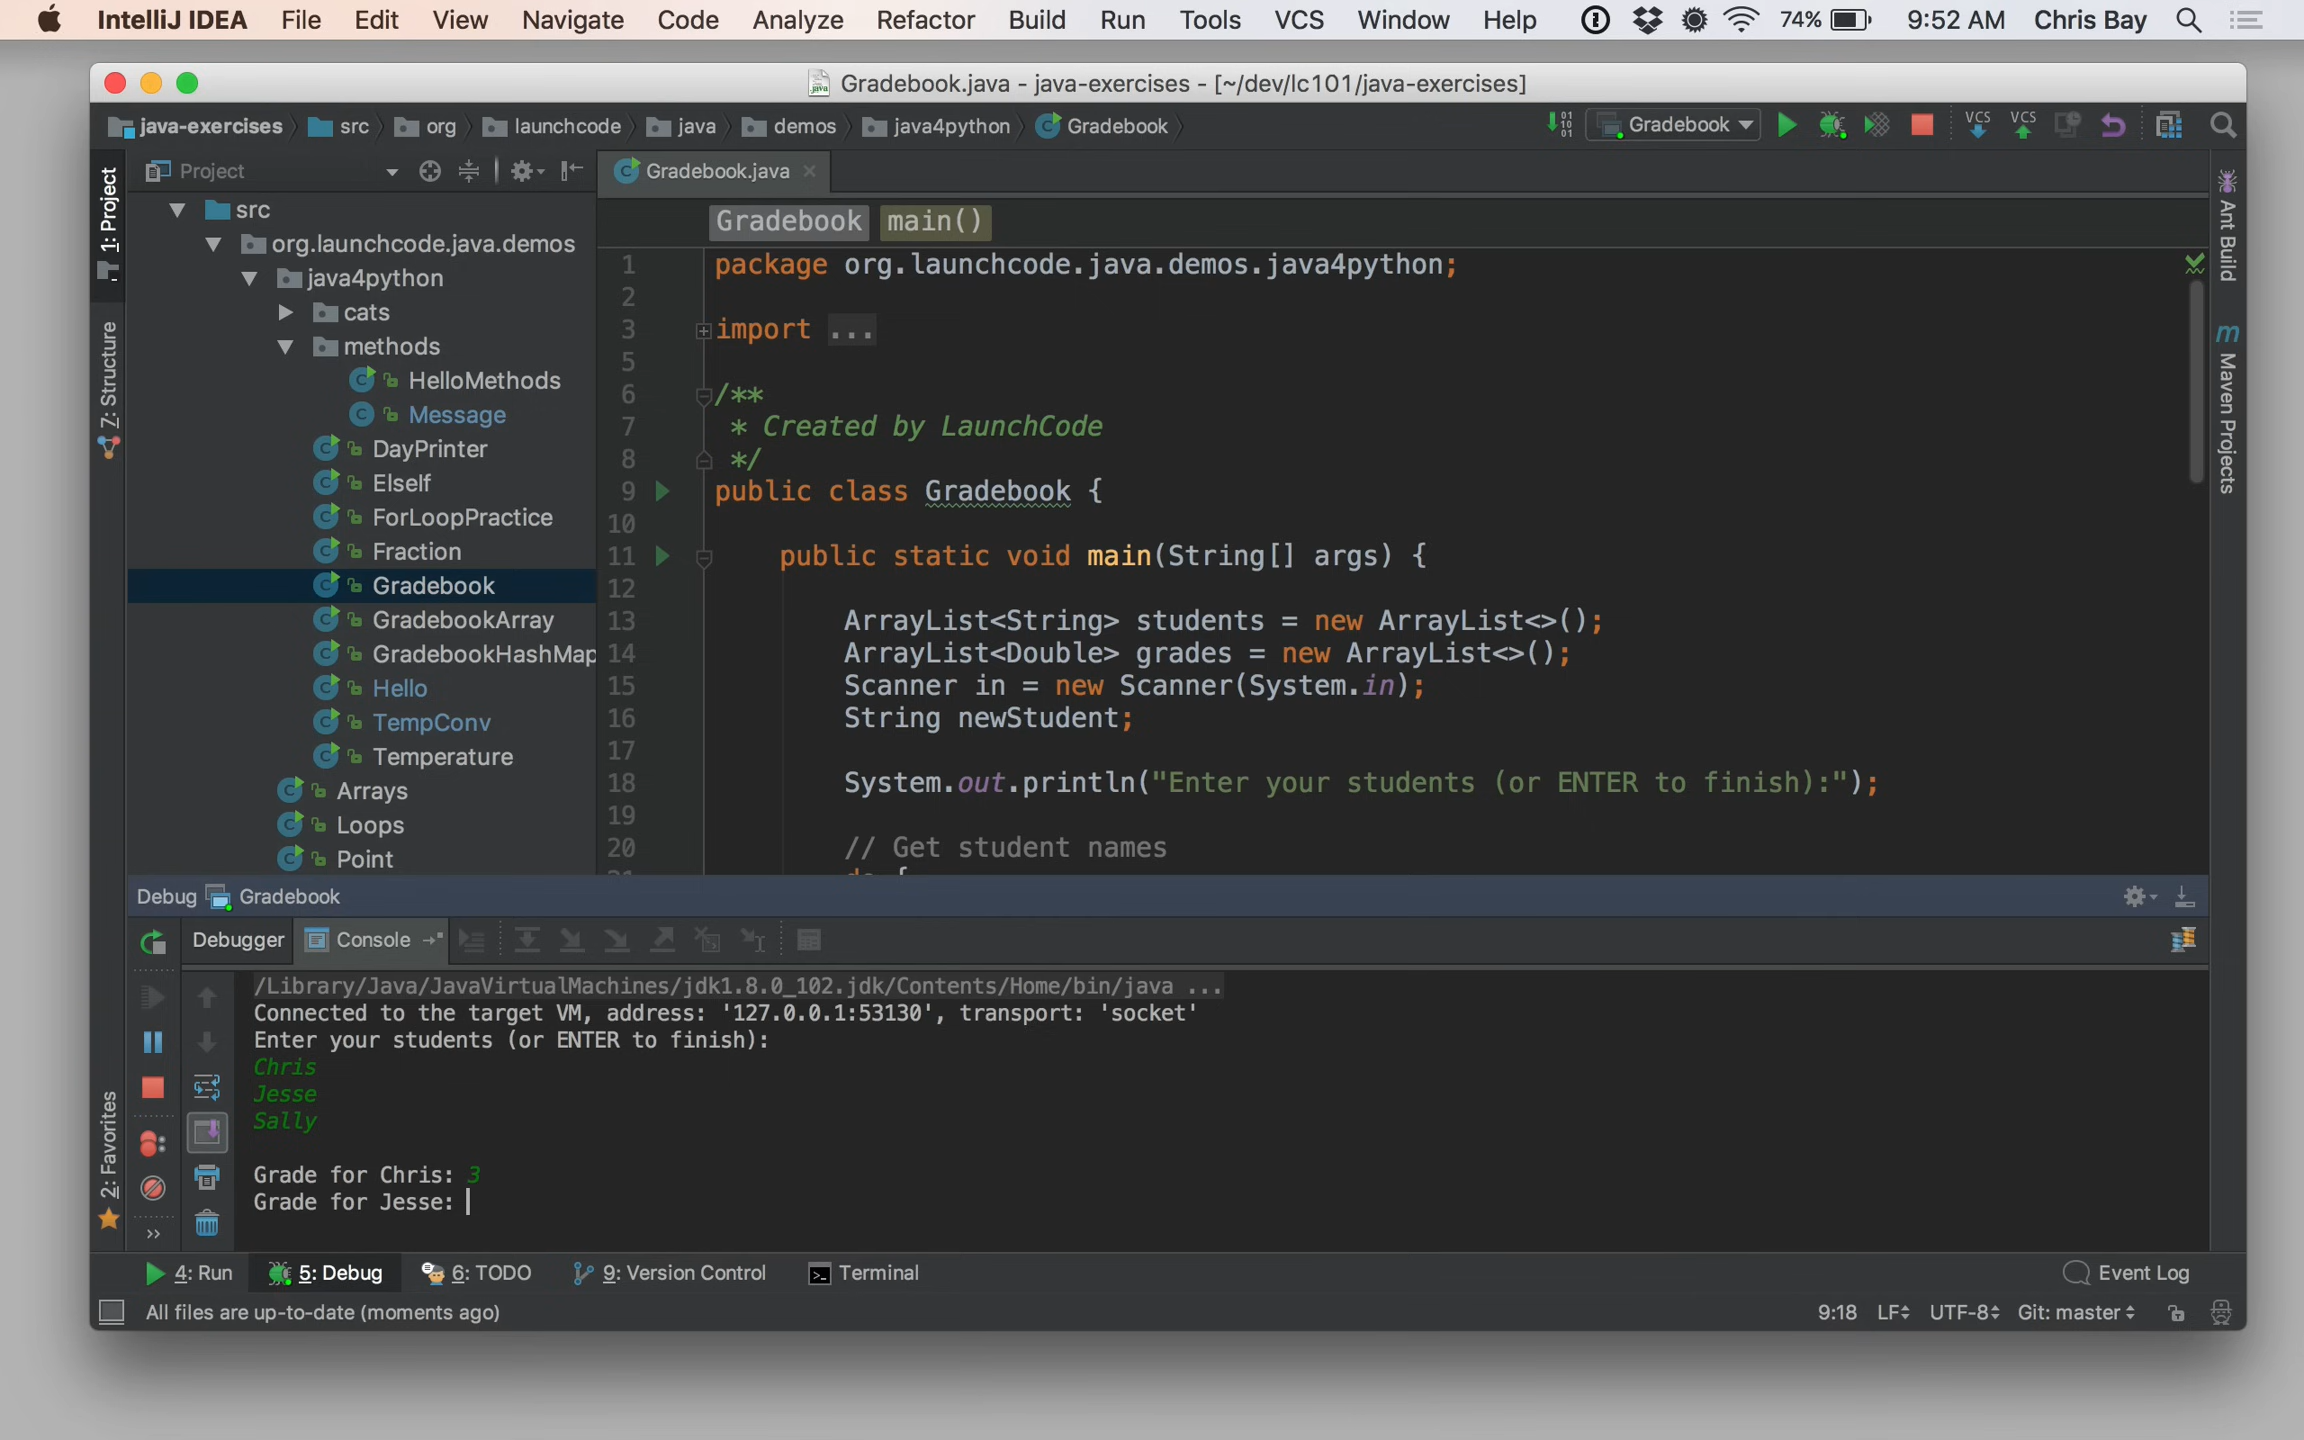 IntelliJ IDEA File Edit View Navigate Code Analyze Refactor Build Run Tools VCS Window Help 74% 9:52 AM Chris Bay
Gradebook.java - java-exercises - [~/dev/lc101/java-exercises]
java-exercises src org launchcode java demos java4python Gradebook
Gradebook
VCS VCS
1: Project
Z: Structure
2: Favorites
Project
src
org.launchcode.java.demos
java4python
cats
methods
HelloMethods
Message
DayPrinter
ElseIf
ForLoopPractice
Fraction
Gradebook
GradebookArray
GradebookHashMap
Hello
TempConv
Temperature
Arrays
Loops
Point
Gradebook.java
Gradebook main()
1 package org.launchcode.java.demos.java4python;
2
3 import ...
5
6 /**
7 * Created by LaunchCode
8 */
9 public class Gradebook {
10
11 public static void main(String[] args) {
12
13 ArrayList<String> students = new ArrayList<>();
14 ArrayList<Double> grades = new ArrayList<>();
15 Scanner in = new Scanner(System.in);
16 String newStudent;
17
18 System.out.println("Enter your students (or ENTER to finish):");
19
20 // Get student names
21 do {
Ant Build
m Maven Projects
Debug Gradebook
Debugger Console
/Library/Java/JavaVirtualMachines/jdk1.8.0_102.jdk/Contents/Home/bin/java ...
Connected to the target VM, address: '127.0.0.1:53130', transport: 'socket'
Enter your students (or ENTER to finish):
Chris
Jesse
Sally
Grade for Chris: 3
Grade for Jesse:
4: Run 5: Debug 6: TODO 9: Version Control Terminal Event Log
All files are up-to-date (moments ago) 9:18 LF UTF-8 Git: master